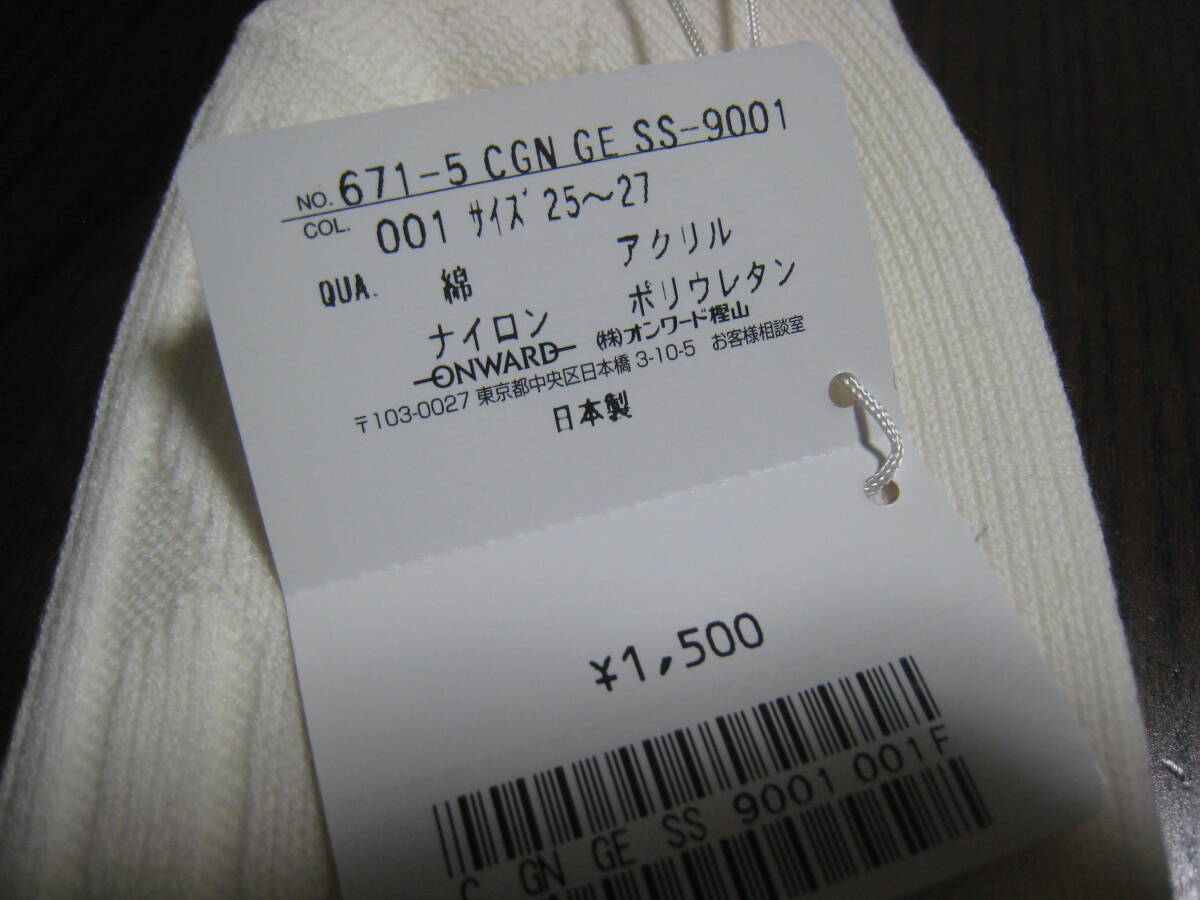 NO. 671-5 CGN GE SS-9001
COL. 001 サイズ 25～27
QUA. 綿 アクリル
ナイロン ポリウレタン
ONWARD (株)オンワード樫山
〒103-0027 東京都中央区日本橋 3-10-5 お客様相談室
日本製
¥1,500
C GN GE SS 9001 001F